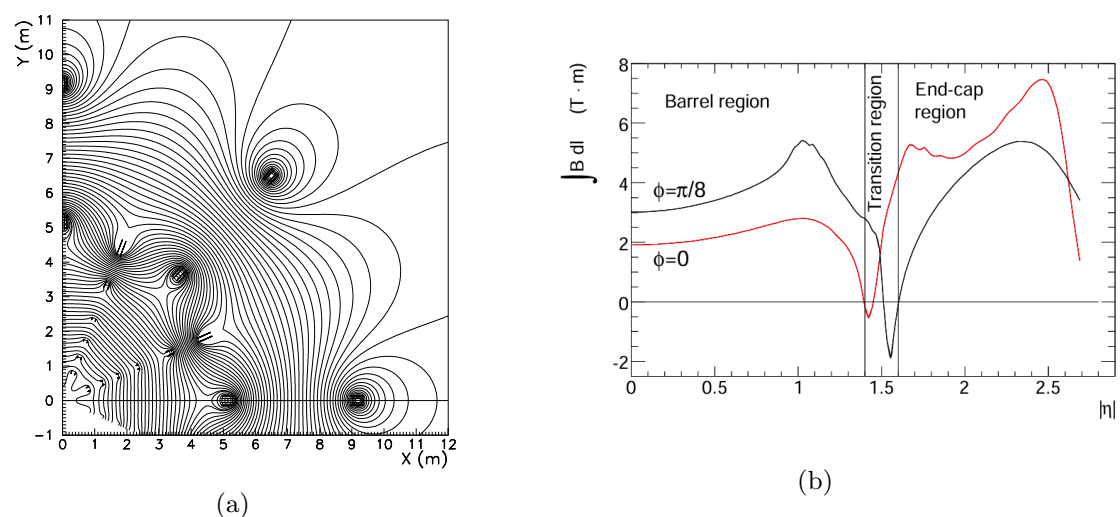 Y (m)
11
10
9
8
7
6
5
4
3
2
1
0
-1
0 1 2 3 4 5 6 7 8 9 10 11 12
X (m)
(a)
∫B dl (T · m)
8
6
4
2
0
-2
Barrel region
Transition region
End-cap
region
ϕ=π/8
ϕ=0
0 0.5 1 1.5 2 2.5
|η|
(b)